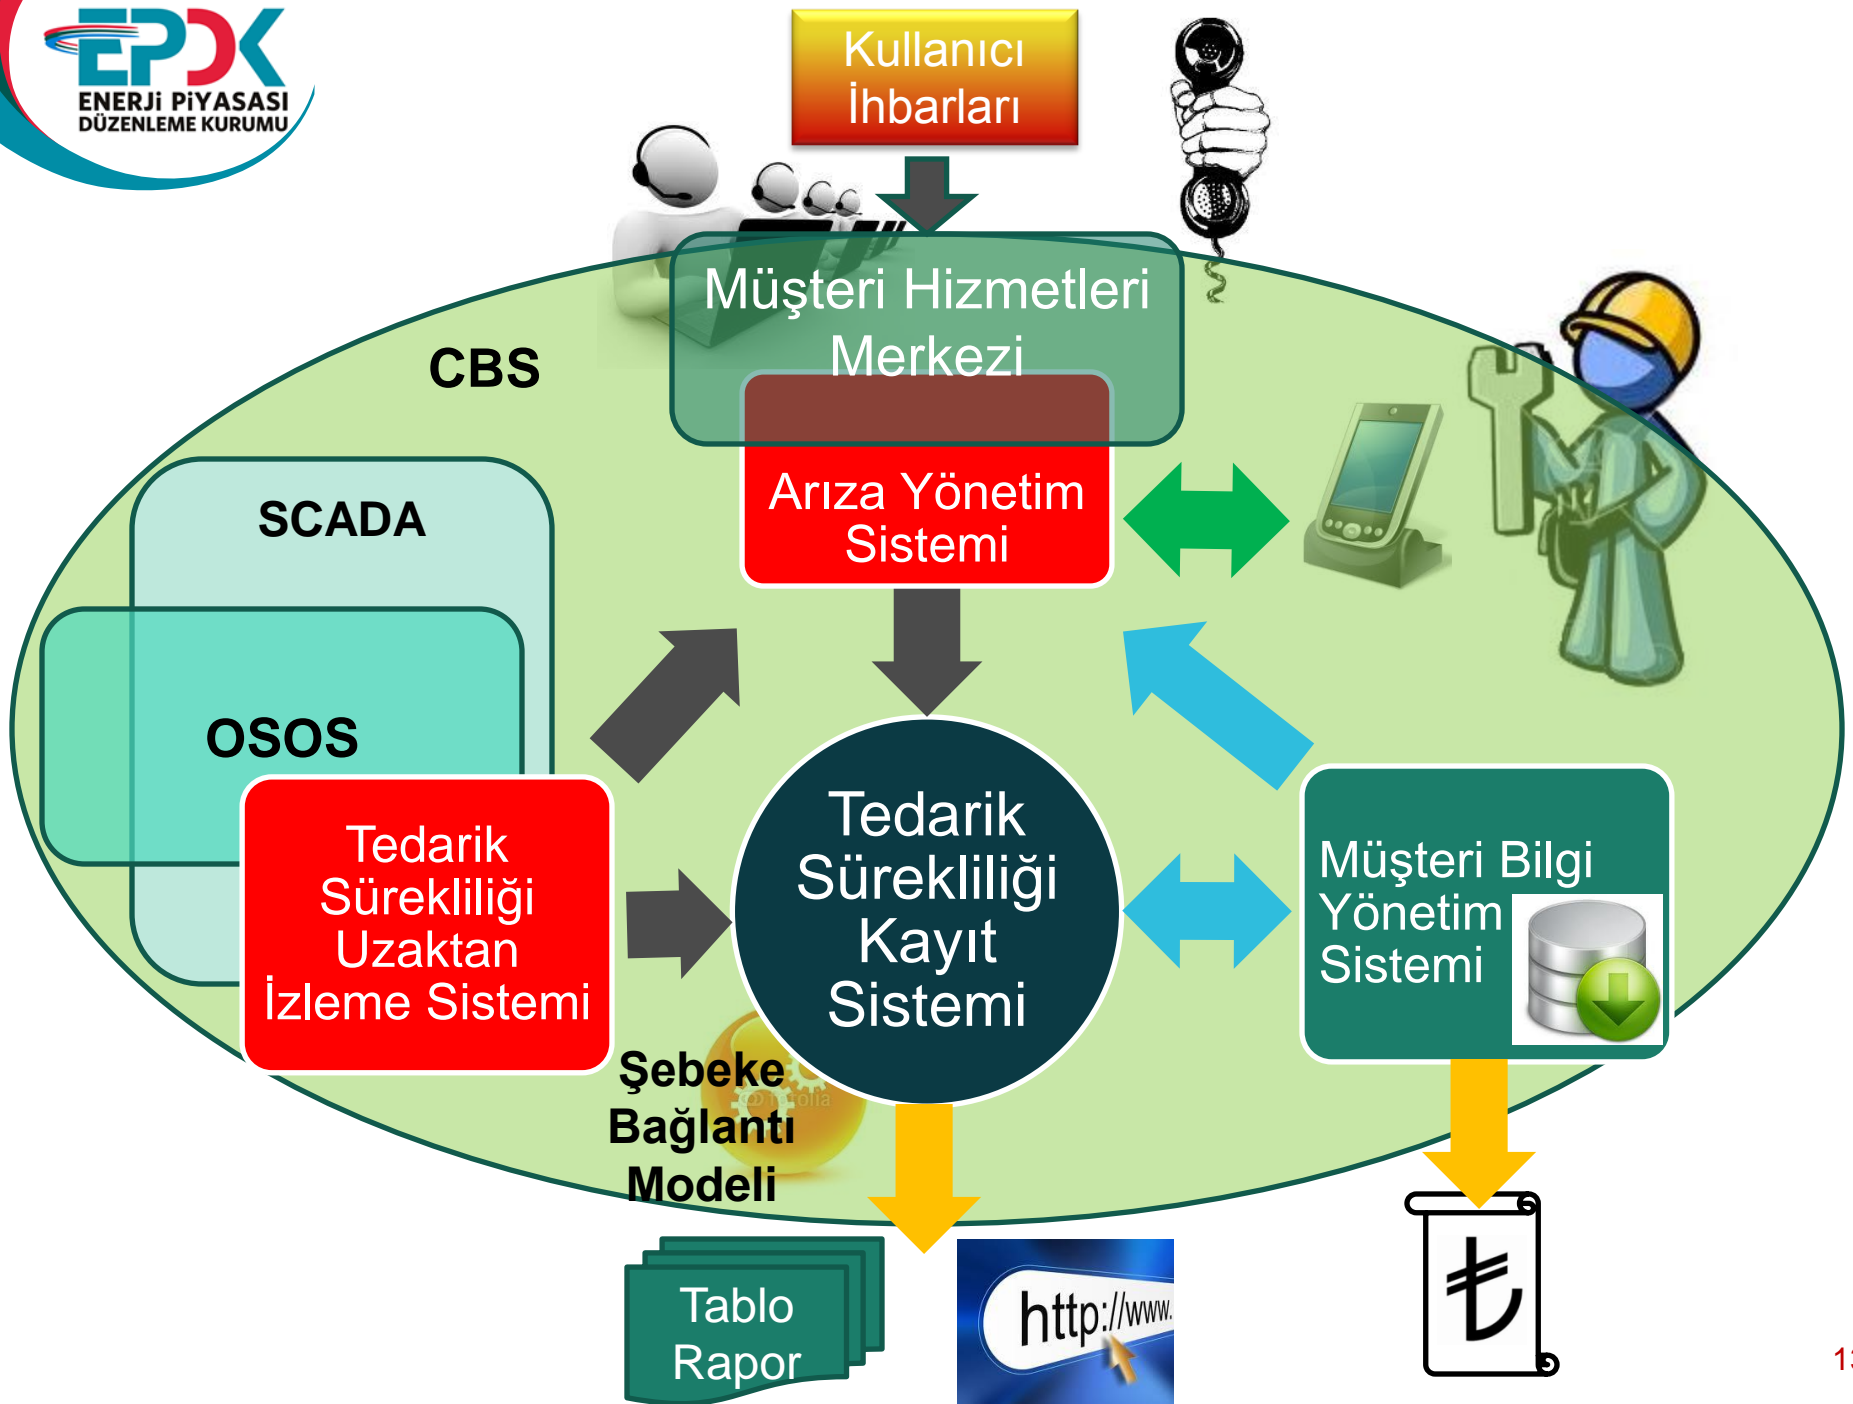 EPDK
ENERJİ PİYASASI
DÜZENLEME KURUMU
Kullanıcı
İhbarları
Müşteri Hizmetleri
Merkezi
CBS
SCADA
Arıza Yönetim
Sistemi
OSOS
Tedarik
Sürekliliği
Uzaktan
İzleme Sistemi
Tedarik
Sürekliliği
Kayıt
Sistemi
Müşteri Bilgi
Yönetim
Sistemi
Şebeke
Bağlantı
Modeli
Tablo
Rapor
http://www.
₺